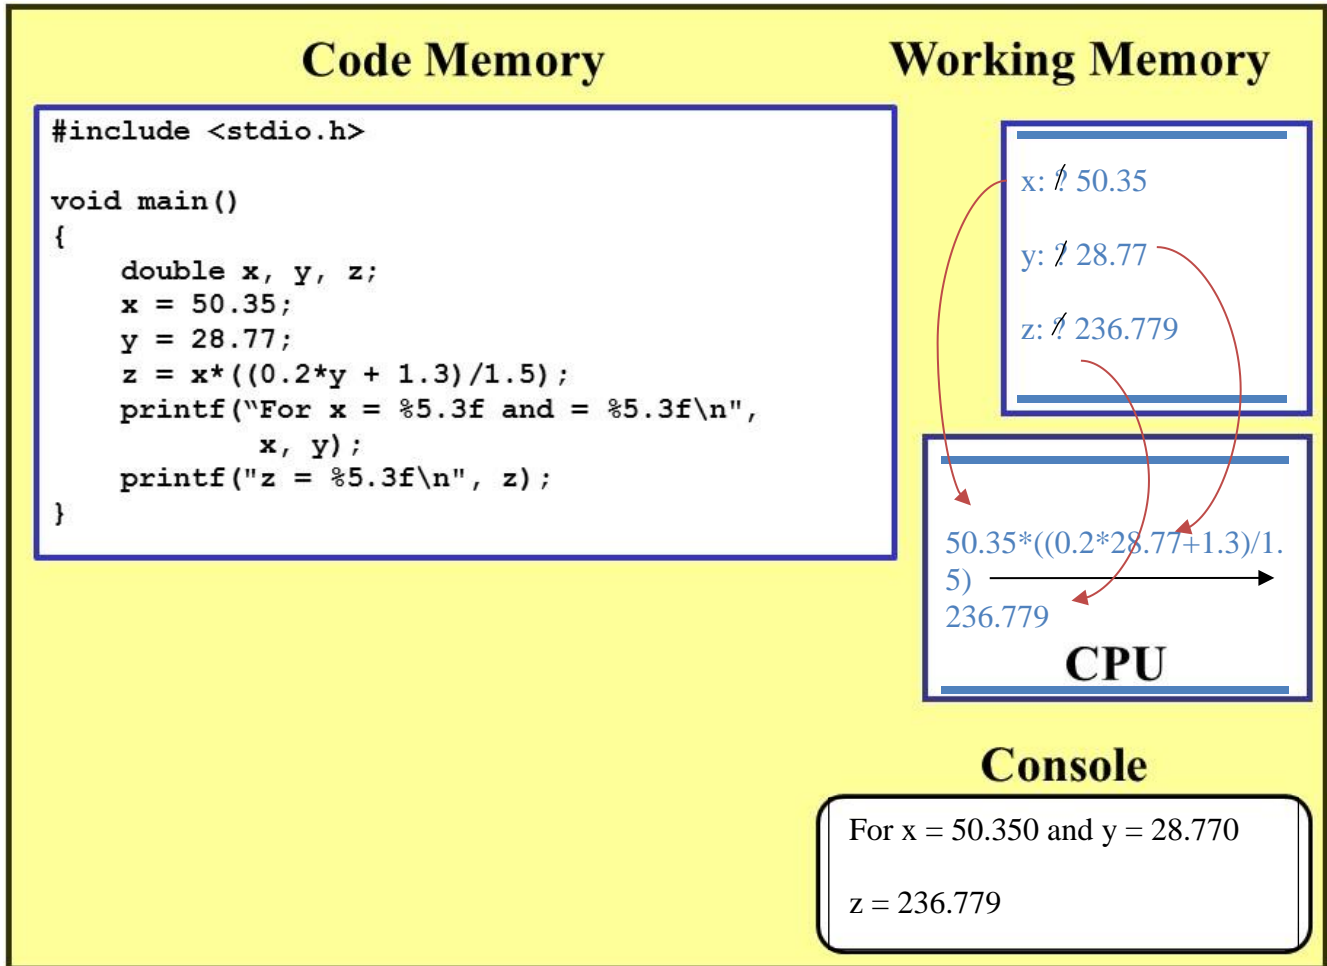 Code Memory
#include <stdio.h>
void main()
{
double x, y, z;
x = 50.35;
y = 28.77;
z = x*((0.2*y + 1.3)/1.5);
printf(“For x = %5.3f and = %5.3f\n",
x, y);
printf("z = %5.3f\n", z);
}
Working Memory
x: ? 50.35
y: ? 28.77
z: ? 236.779
50.35*((0.2*28.77+1.3)/1.
5)
236.779
CPU
Console
For x = 50.350 and y = 28.770
z = 236.779